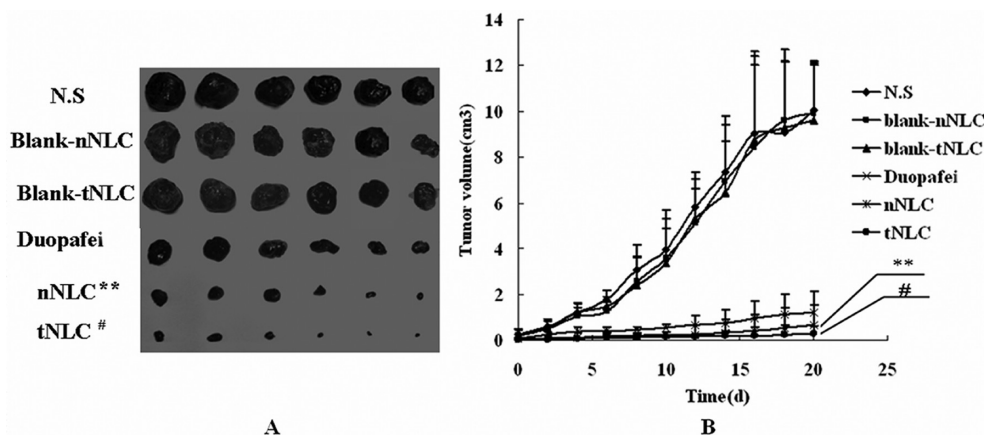 N.S
Blank-nNLC
Blank-tNLC
Duopafei
nNLC**
tNLC #
A
Tumor volume(cm3)
14
12
10
8
6
4
2
0
0 5 10 15 20 25
Time(d)
B
N.S
blank-nNLC
blank-tNLC
Duopafei
nNLC
tNLC
**
#